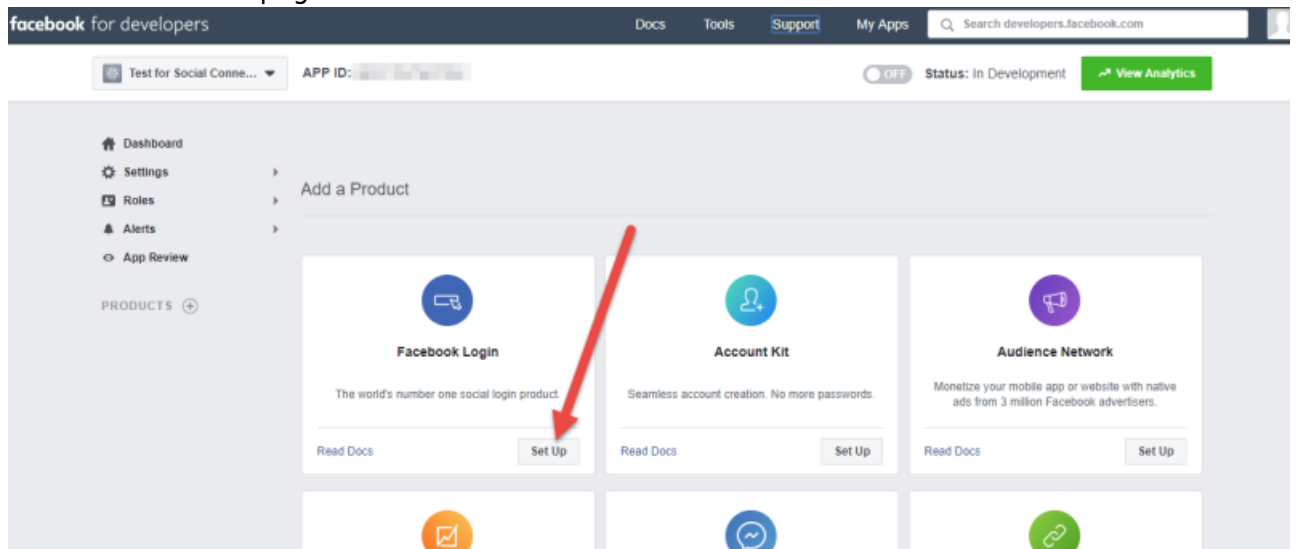 facebook for developers
Docs
Tools
Support
My Apps
Search developers.facebook.com
Test for Social Conne...
APP ID:
OFF
Status: In Development
View Analytics
Dashboard
Settings
Roles
Alerts
App Review
PRODUCTS
Add a Product
Facebook Login
The world's number one social login product.
Read Docs
Set Up
Account Kit
Seamless account creation. No more passwords.
Read Docs
Set Up
Audience Network
Monetize your mobile app or website with native
ads from 3 million Facebook advertisers.
Read Docs
Set Up